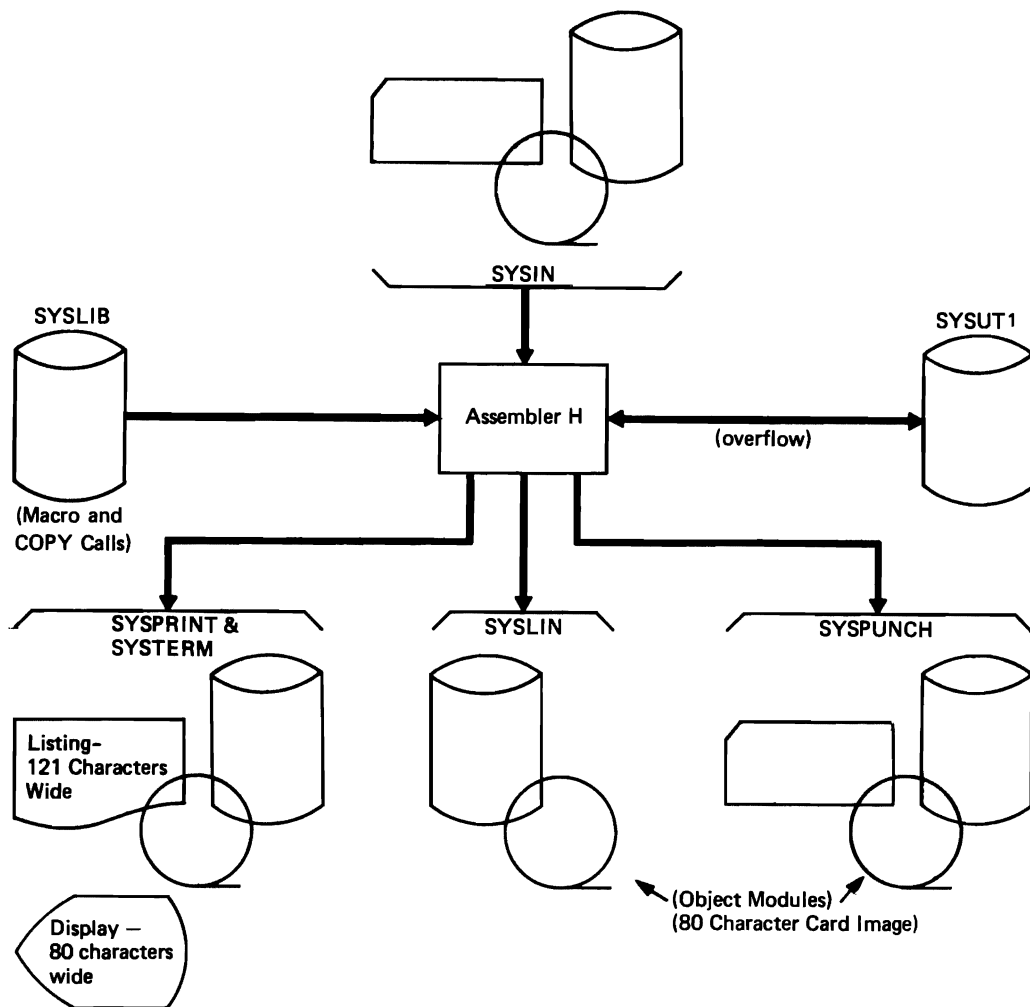 SYSIN
SYSLIB
SYSUT1
Assembler H
(overflow)
(Macro and
COPY Calls)
SYSPRINT &
SYSTERM
SYSLIN
SYSPUNCH
Listing–
121 Characters
Wide
(Object Modules)
(80 Character Card Image)
Display —
80 characters
wide